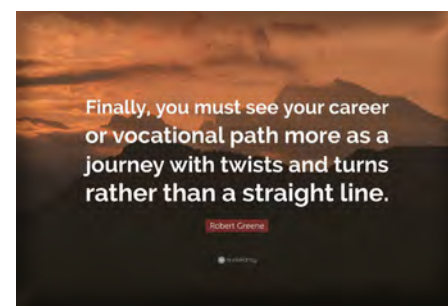 Finally, you must see your career
or vocational path more as a
journey with twists and turns
rather than a straight line.
Robert Greene